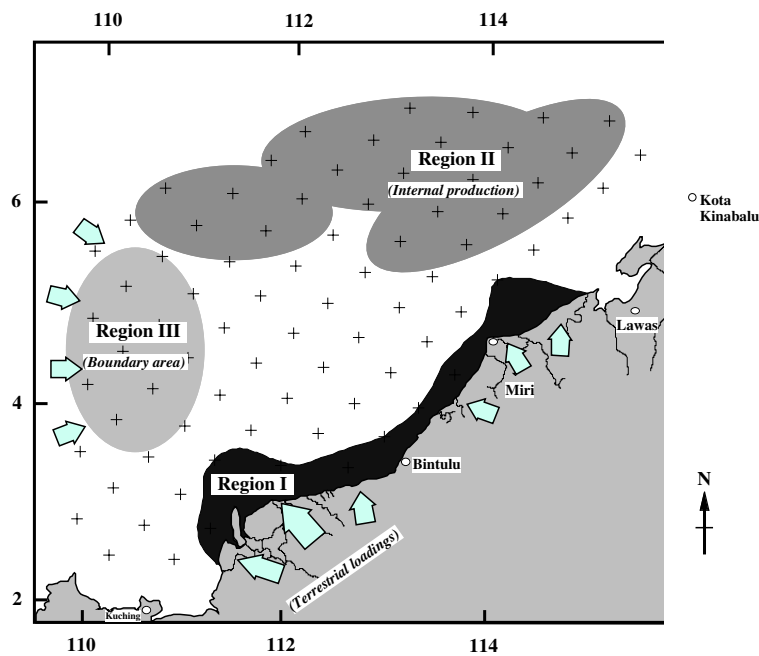 110 112 114
Region II
(Internal production)
6
Kota
Kinabalu
Region III
(Boundary area)
Lawas
Miri
4
Bintulu
Region I
N
(Terrestrial loadings)
2
Kuching
110 112 114